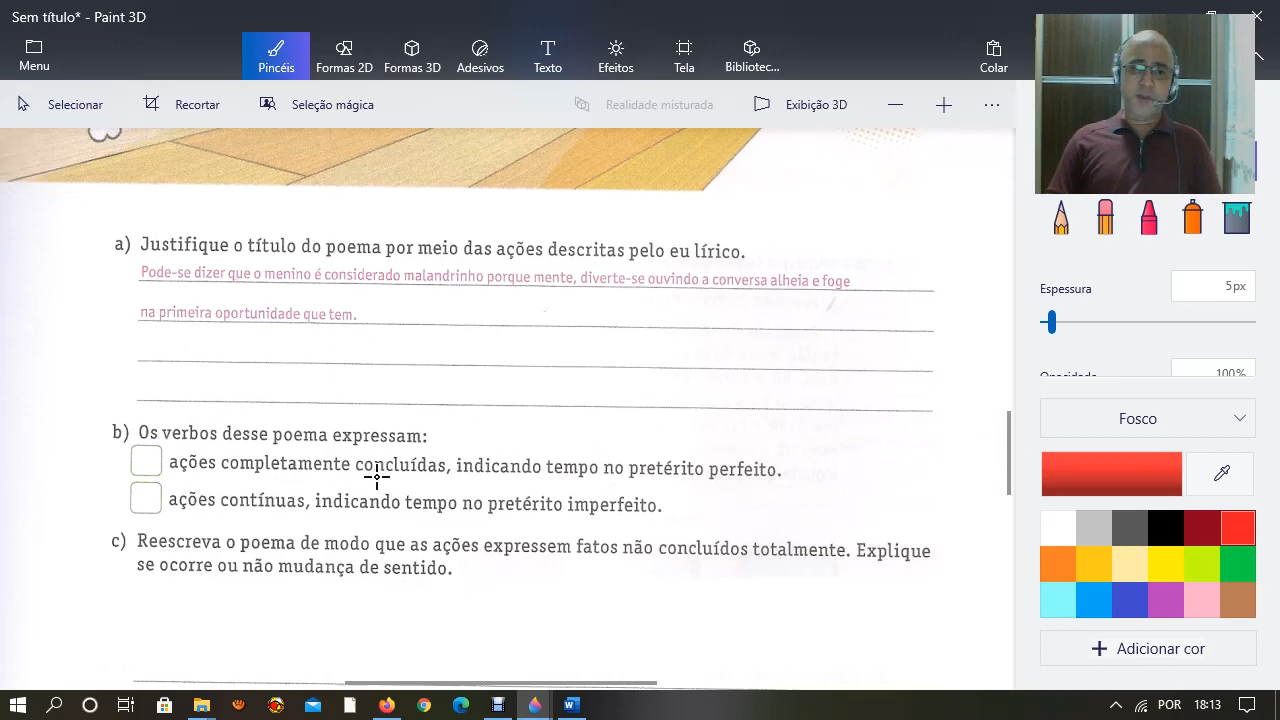 Sem título* - Paint 3D
Menu
Pincéis
Formas 2D
Formas 3D
Adesivos
Texto
Efeitos
Tela
Bibliotec...
Colar
Selecionar
Recortar
Seleção mágica
Realidade misturada
Exibição 3D
a) Justifique o título do poema por meio das ações descritas pelo eu lírico.
Pode-se dizer que o menino é considerado malandrinho porque mente, diverte-se ouvindo a conversa alheia e foge
na primeira oportunidade que tem.
b) Os verbos desse poema expressam:
ações completamente concluídas, indicando tempo no pretérito perfeito.
ações contínuas, indicando tempo no pretérito imperfeito.
c) Reescreva o poema de modo que as ações expressem fatos não concluídos totalmente. Explique
se ocorre ou não mudança de sentido.
Espessura
5px
Opacidade
100%
Fosco
Adicionar cor
POR
18:13